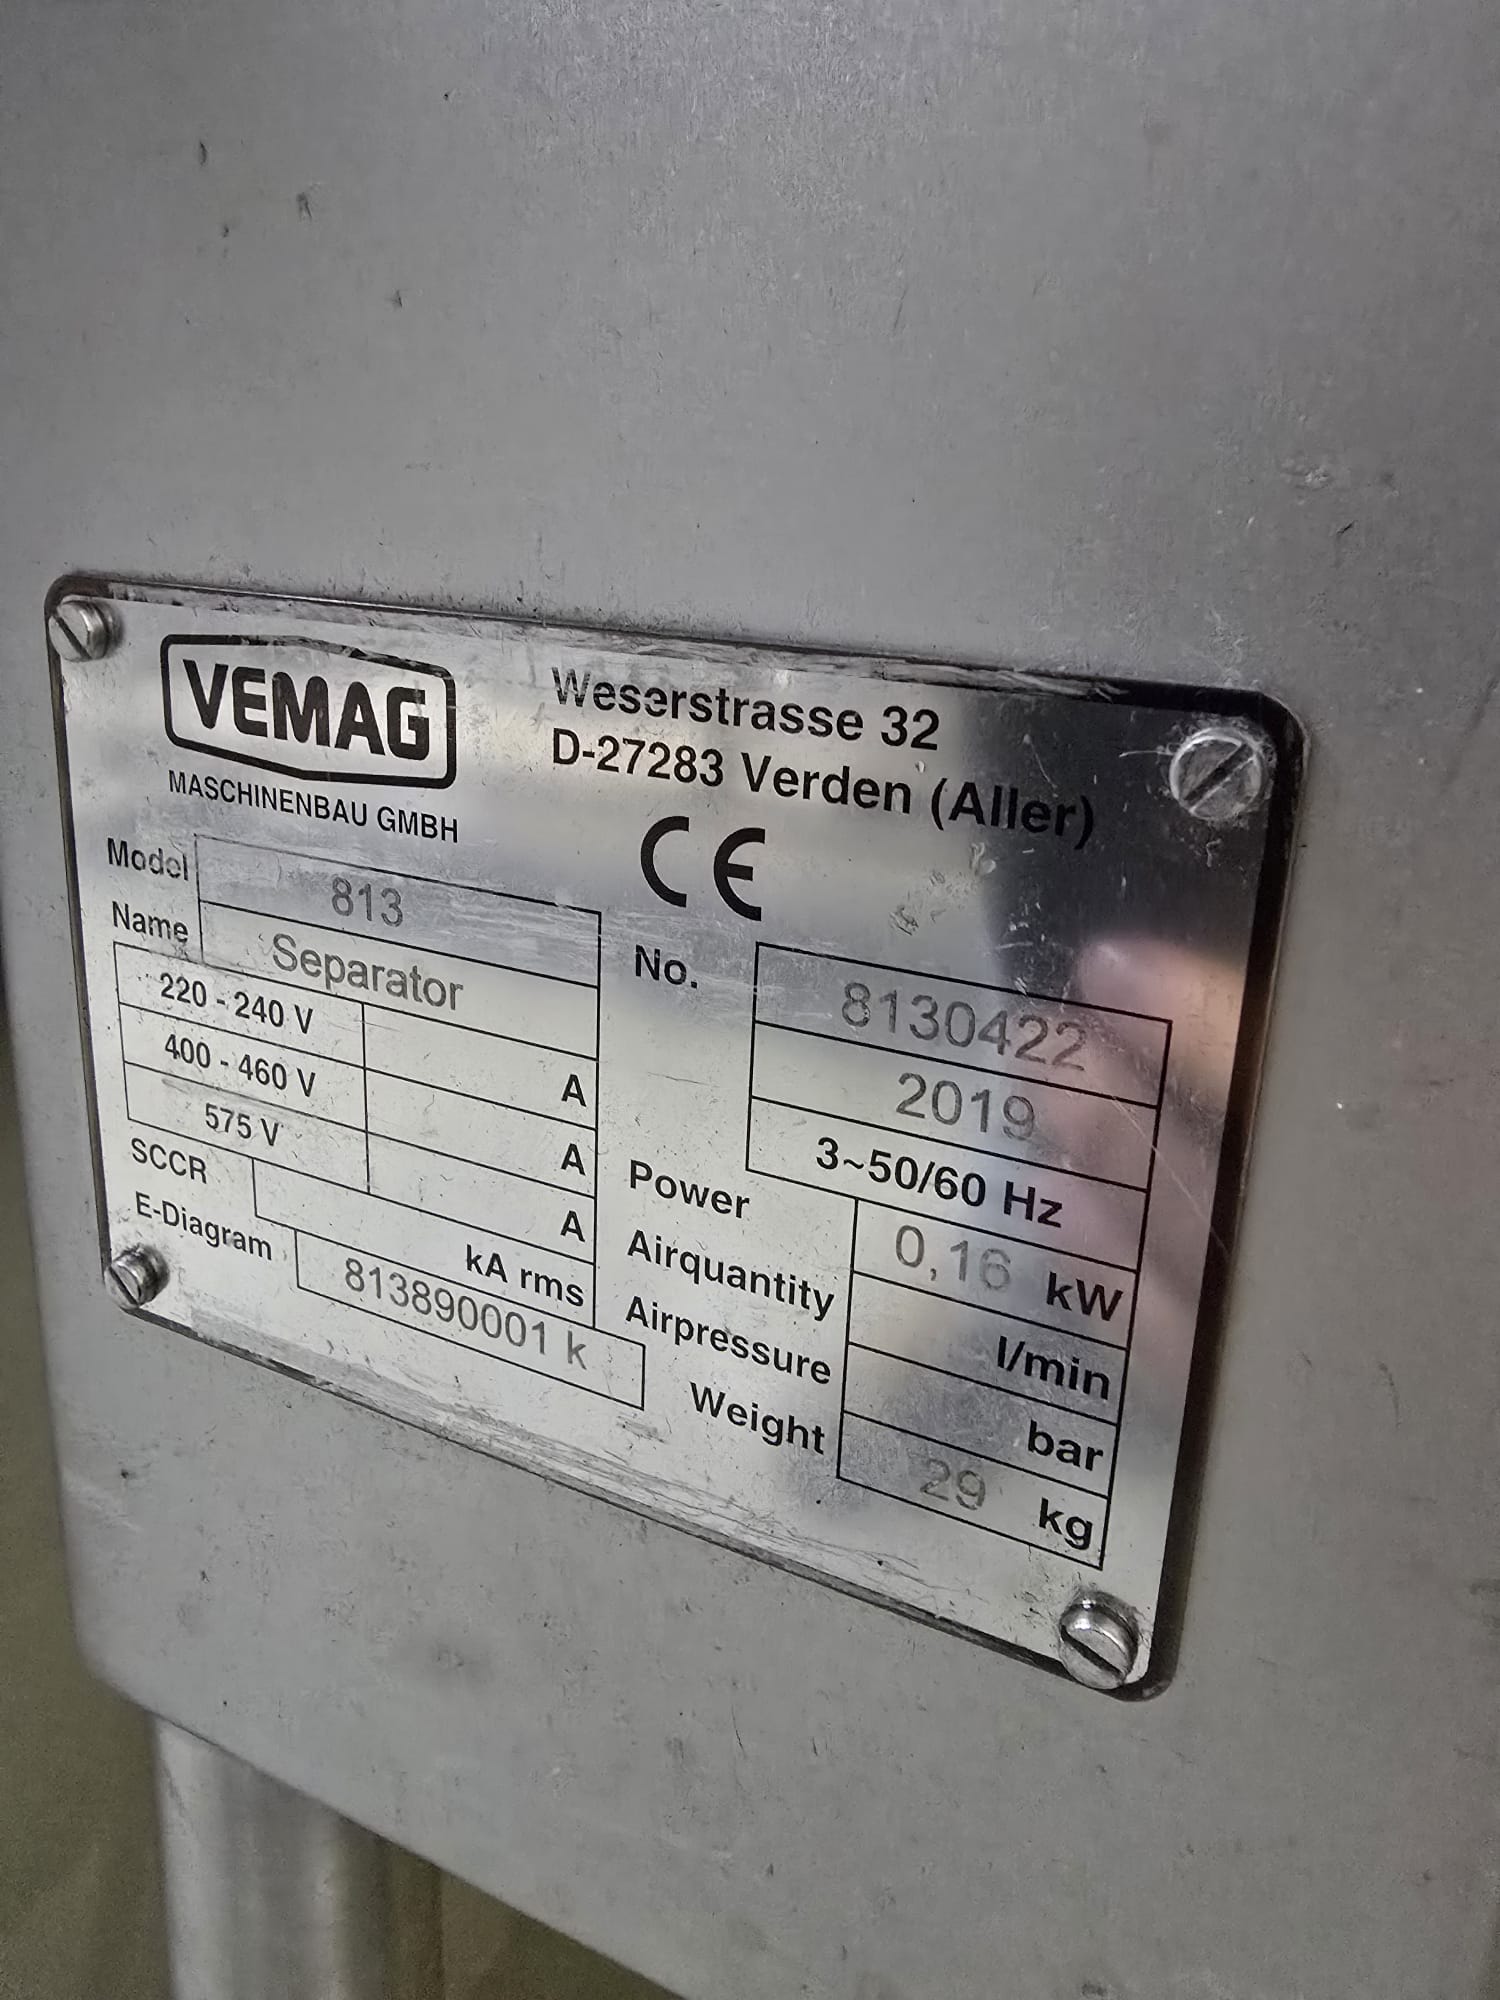 VEMAG
MASCHINENBAU GMBH
Weserstrasse 32
D-27283 Verden (Aller)
CE
Model 813
Name Separator
220 - 240 V A
400 - 460 V A
575 V A
SCCR kA rms
E-Diagram 813890001 k
No. 8130422
2019
3~50/60 Hz
Power 0,16 kW
Airquantity l/min
Airpressure bar
Weight 29 kg